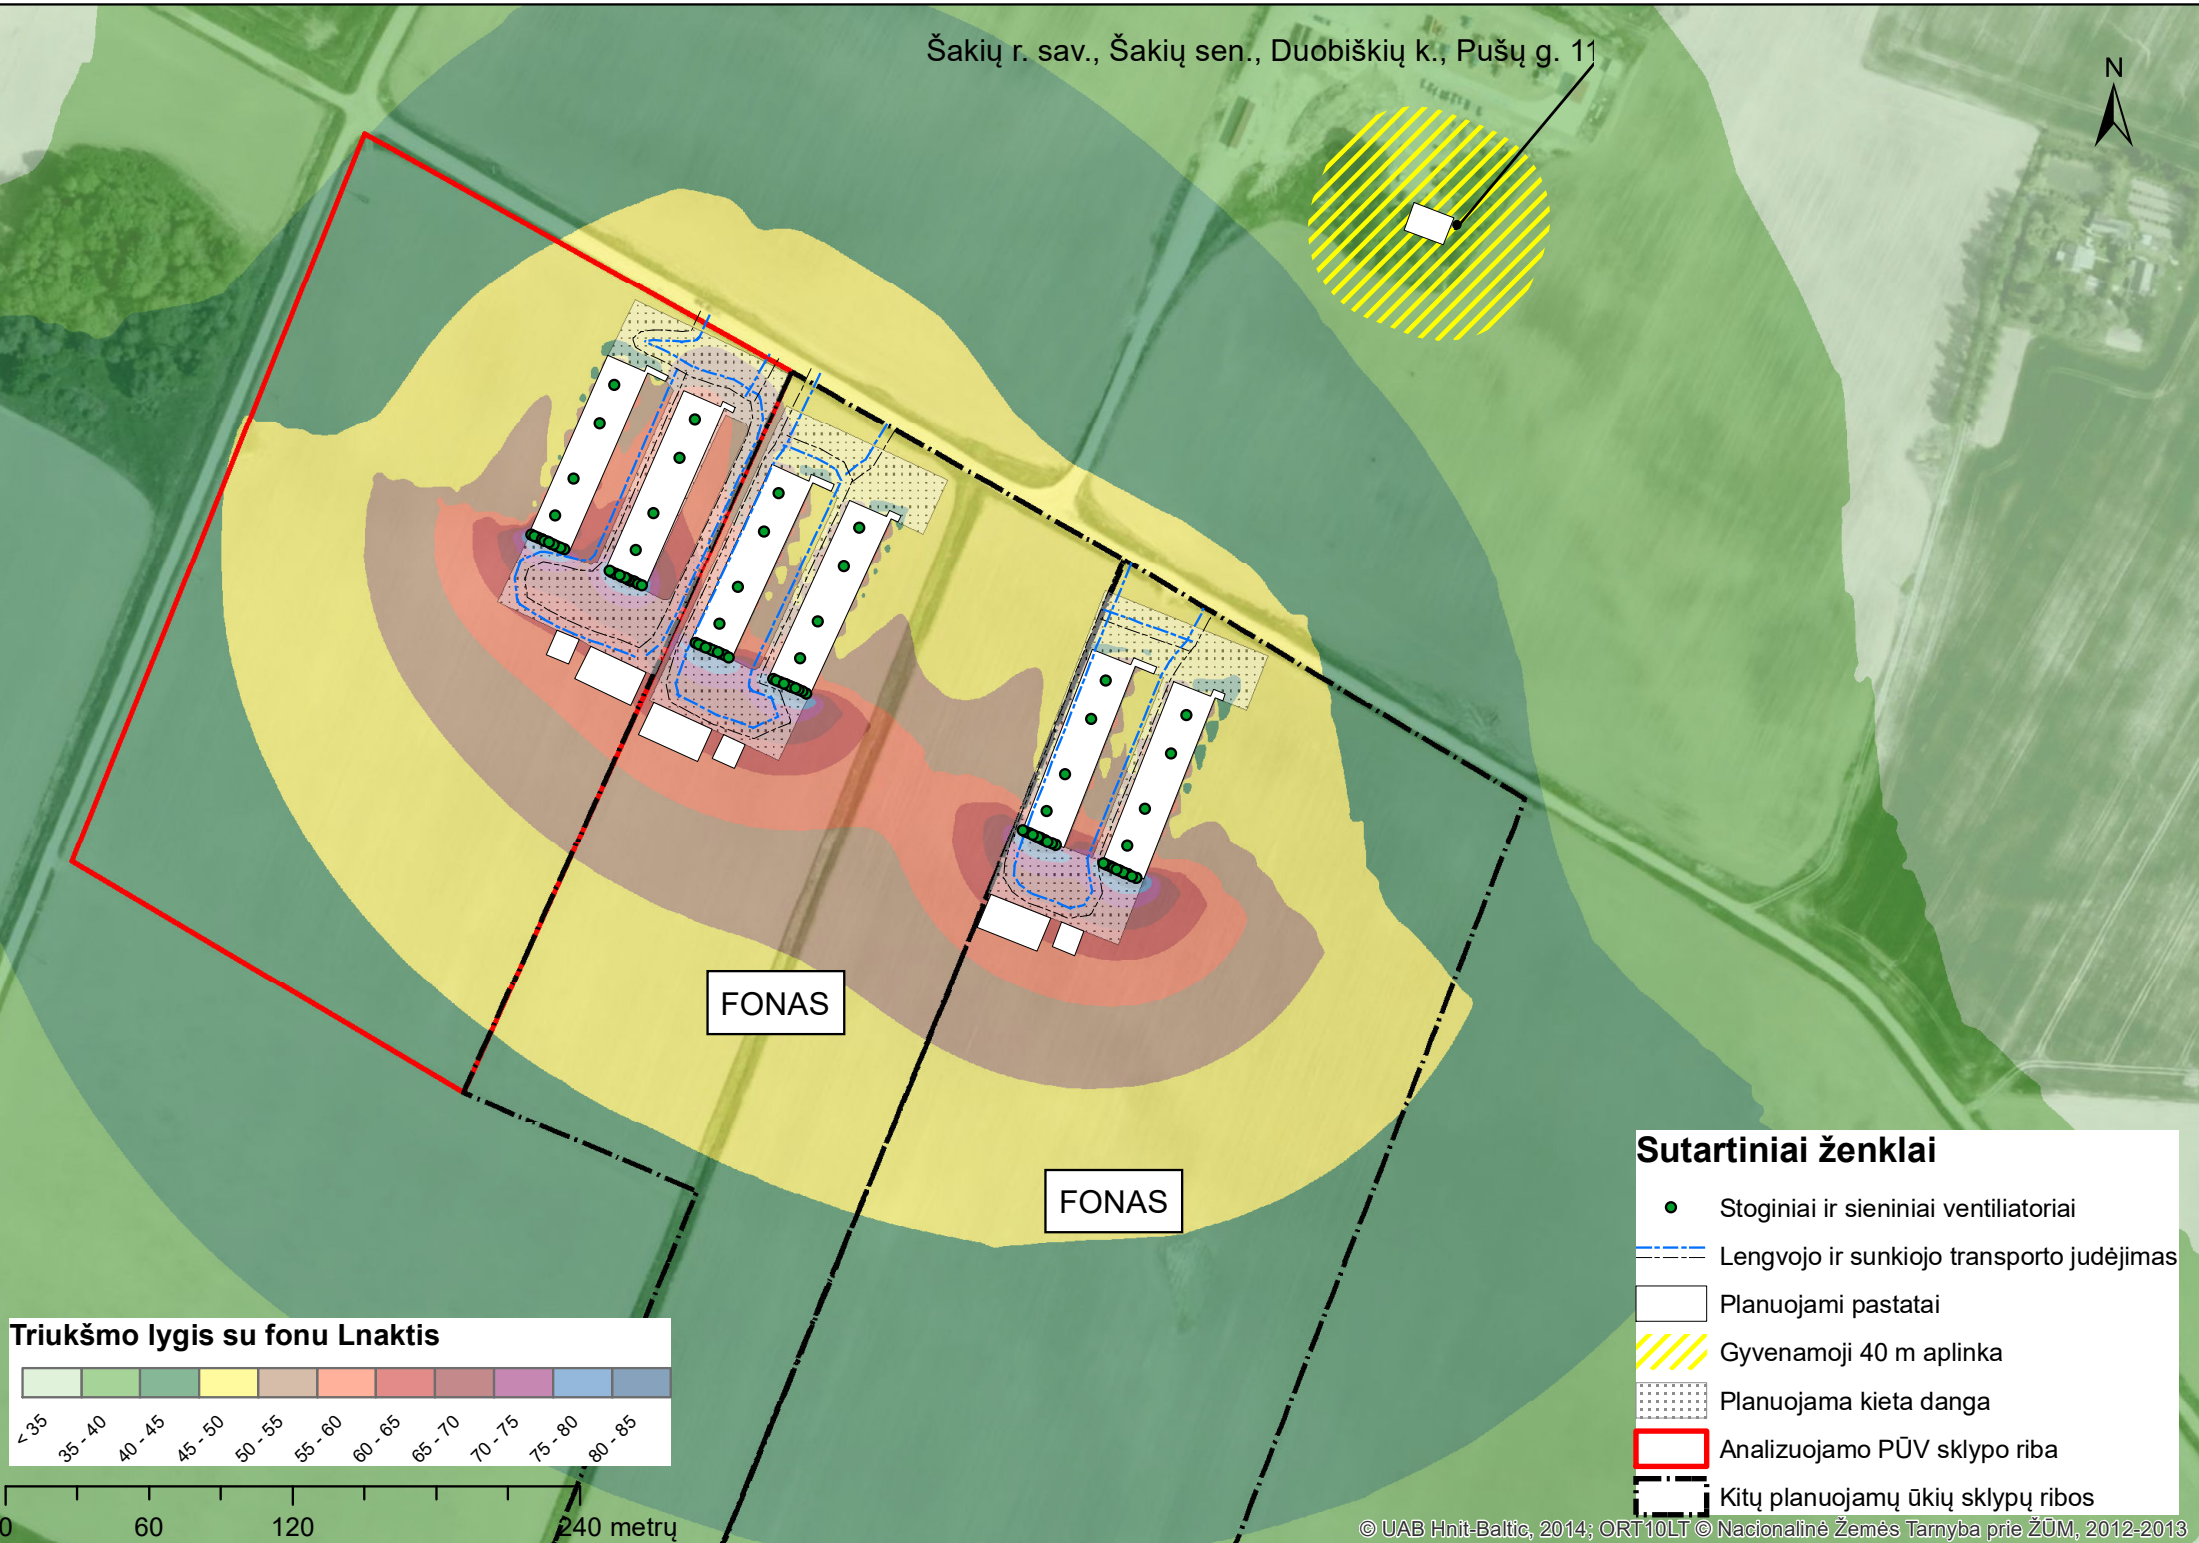 Šakių r. sav., Šakių sen., Duobiškių k., Pušų g. 11
N
FONAS
FONAS
Sutartiniai ženklai
Stoginiai ir sieniniai ventiliatoriai
Lengvojo ir sunkiojo transporto judėjimas
Planuojami pastatai
Gyvenamoji 40 m aplinka
Planuojama kieta danga
Analizuojamo PŪV sklypo riba
Kitų planuojamų ūkių sklypų ribos
Triukšmo lygis su fonu Lnaktis
< 35
35 - 40
40 - 45
45 - 50
50 - 55
55 - 60
60 - 65
65 - 70
70 - 75
75 - 80
80 - 85
0 60 120 240 metrų
© UAB Hnit-Baltic, 2014; ORT10LT © Nacionalinė Žemės Tarnyba prie ŽŪM, 2012-2013